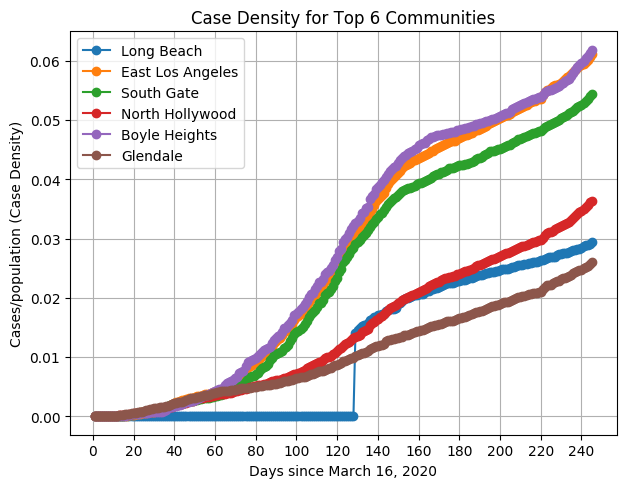 Case Density for Top 6 Communities
Long Beach
East Los Angeles
South Gate
North Hollywood
Boyle Heights
Glendale
Cases/population (Case Density)
0.06
0.05
0.04
0.03
0.02
0.01
0.00
0 20 40 60 80 100 120 140 160 180 200 220 240
Days since March 16, 2020